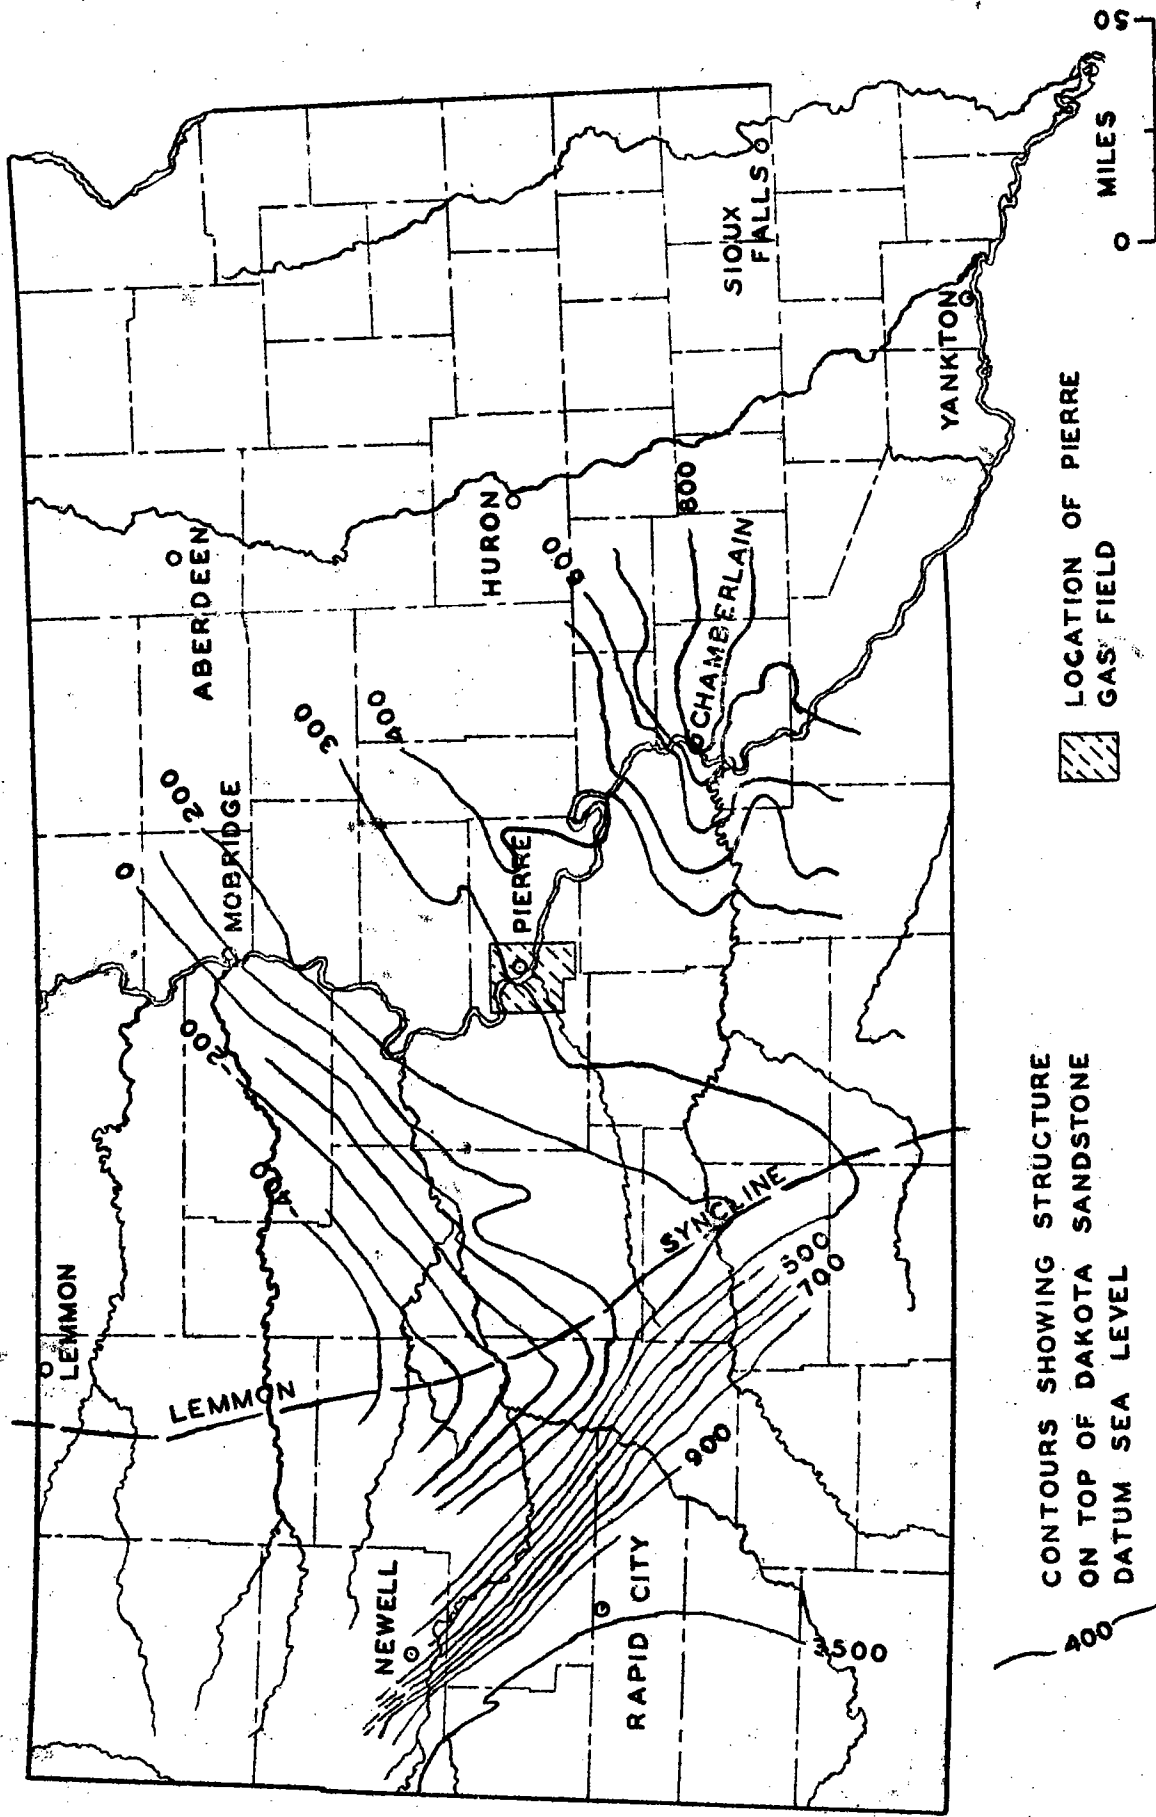 LEMMON
MOBRIDGE
ABERDEEN
0
200
300
400
200
400
LEMMON
SYNCLINE
NEWELL
RAPID CITY
PIERRE
HURON
600
800
CHAMBERLAIN
SIOUX
FALLS
YANKTON
500
700
900
3500
400
CONTOURS SHOWING STRUCTURE
ON TOP OF DAKOTA SANDSTONE
DATUM SEA LEVEL
LOCATION OF PIERRE
GAS FIELD
0 50
MILES